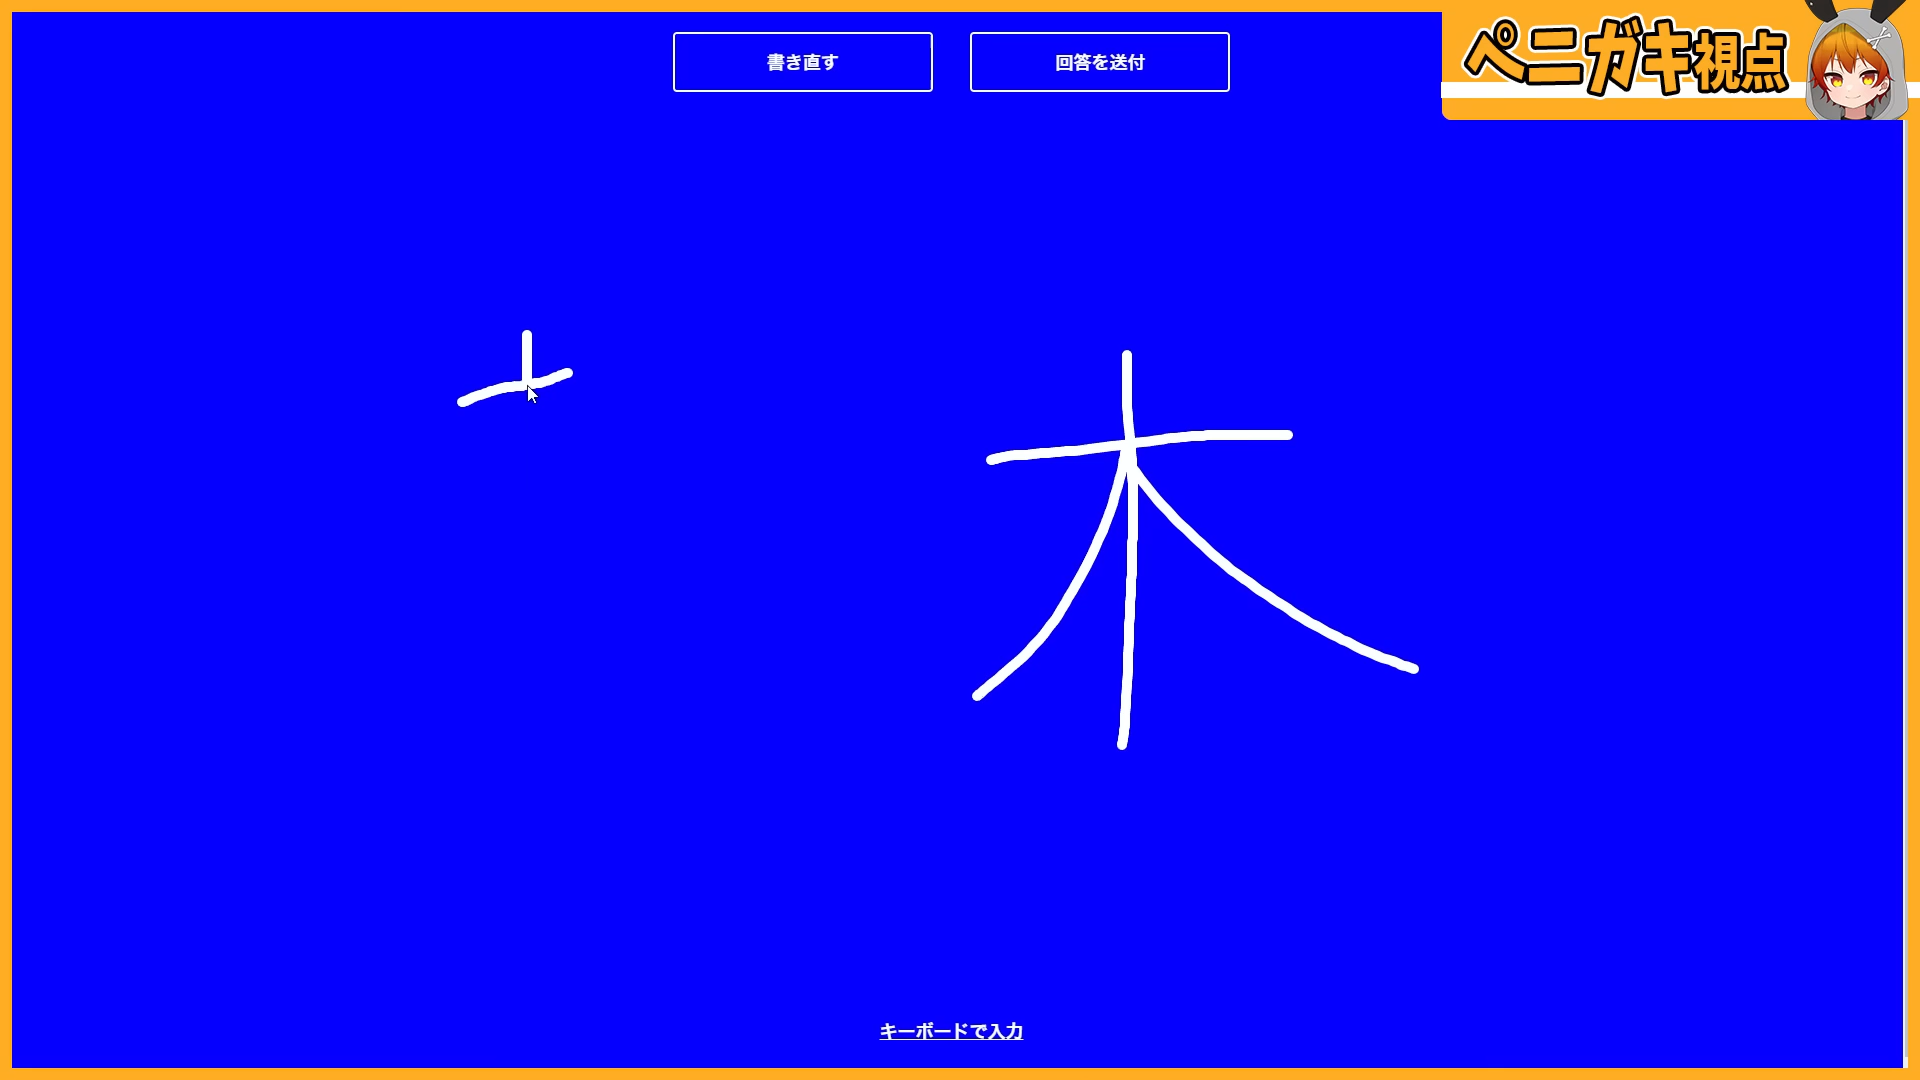 書き直す
回答を送付
ペニガキ視点
木
キーボードで入力